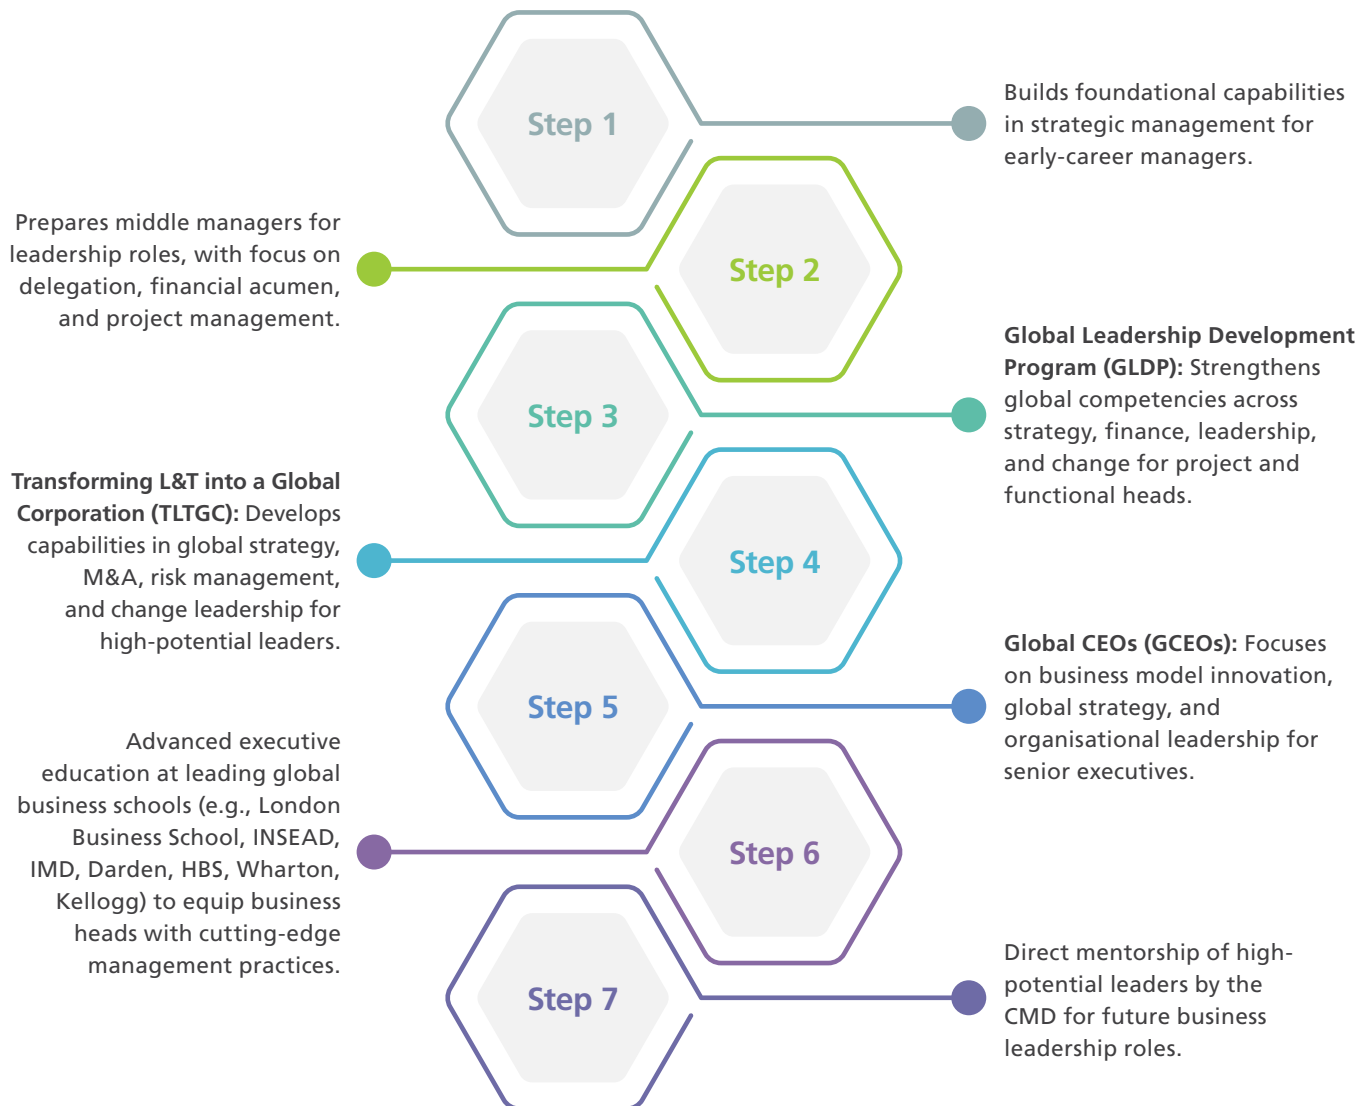 Step 1
Builds foundational capabilities
in strategic management for
early-career managers.
Step 2
Prepares middle managers for
leadership roles, with focus on
delegation, financial acumen,
and project management.
Step 3
Global Leadership Development
Program (GLDP): Strengthens
global competencies across
strategy, finance, leadership,
and change for project and
functional heads.
Step 4
Transforming L&T into a Global
Corporation (TLTGC): Develops
capabilities in global strategy,
M&A, risk management,
and change leadership for
high-potential leaders.
Step 5
Global CEOs (GCEOs): Focuses
on business model innovation,
global strategy, and
organisational leadership for
senior executives.
Step 6
Advanced executive
education at leading global
business schools (e.g., London
Business School, INSEAD,
IMD, Darden, HBS, Wharton,
Kellogg) to equip business
heads with cutting-edge
management practices.
Step 7
Direct mentorship of high-
potential leaders by the
CMD for future business
leadership roles.